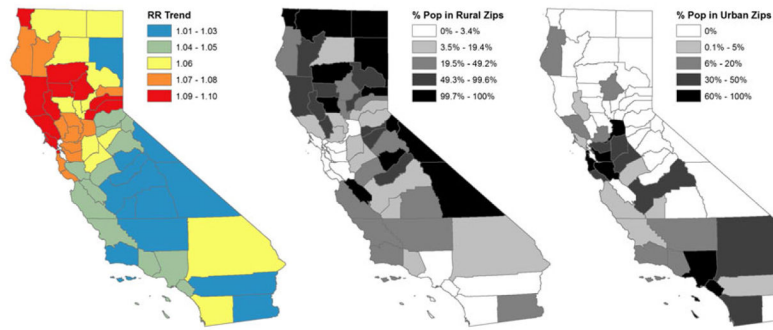 RR Trend
1.01 - 1.03
1.04 - 1.05
1.06
1.07 - 1.08
1.09 - 1.10
% Pop in Rural Zips
0% - 3.4%
3.5% - 19.4%
19.5% - 49.2%
49.3% - 99.6%
99.7% - 100%
% Pop in Urban Zips
0%
0.1% - 5%
6% - 20%
30% - 50%
60% - 100%